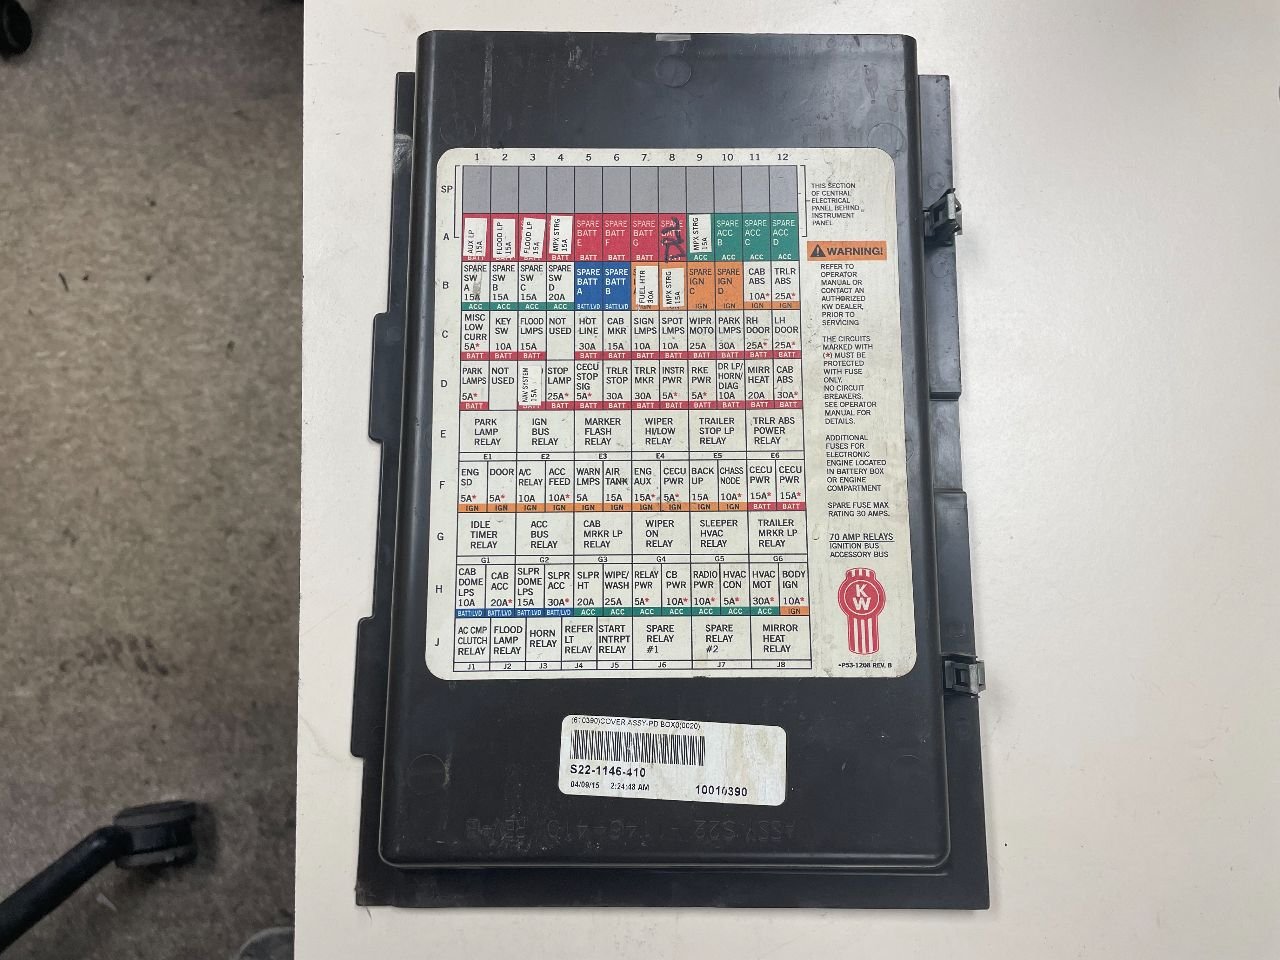 1 2 3 4 5 6 7 8 9 10 11 12
SP
THIS SECTION
OF CENTRAL
ELECTRICAL
PANEL BEHIND
INSTRUMENT
PANEL
A
AUX LP
15A
BATT
FLOOD LP
15A
BATT
FLOOD LP
15A
BATT
MPX STRG
15A
BATT
SPARE
BATT
E
BATT
SPARE
BATT
F
BATT
SPARE
BATT
G
BATT
BATT
MPX STRG
15A
ACC
SPARE
ACC
B
ACC
SPARE
ACC
C
ACC
SPARE
ACC
D
ACC
B
SPARE
SW
A
15A
ACC
SPARE
SW
B
15A
ACC
SPARE
SW
C
15A
ACC
SPARE
SW
D
20A
ACC
SPARE
BATT
A
BATT/LVD
SPARE
BATT
B
BATT/LVD
FUEL HTR
30A
IGN
MPX STRG
15A
IGN
SPARE
IGN
C
IGN
SPARE
IGN
D
IGN
CAB
ABS
10A*
IGN
TRLR
ABS
25A*
IGN
C
MISC
LOW
CURR
5A*
BATT
KEY
SW
10A
BATT
FLOOD
LMPS
15A
BATT
NOT
USED
HOT
LINE
30A
BATT
CAB
MKR
15A
BATT
SIGN
LMPS
10A
BATT
SPOT
LMPS
10A
BATT
WIPR
MOTO
25A
BATT
PARK
LMPS
30A
BATT
RH
DOOR
25A*
BATT
LH
DOOR
25A*
BATT
D
PARK
LMPS
5A*
BATT
NOT
USED
NAV SYSTEM
15A
BATT
STOP
LAMP
25A*
BATT
CECU
STOP
SIG
5A*
BATT
TRLR
STOP
30A
BATT
TRLR
MKR
30A
BATT
INSTR
PWR
5A*
BATT
RKE
PWR
5A*
BATT
DR LP/
HORN/
DIAG
10A
BATT
MIRR
HEAT
20A
BATT
CAB
ABS
30A*
BATT
E
PARK
LAMP
RELAY
E1
IGN
BUS
RELAY
E2
MARKER
FLASH
RELAY
E3
WIPER
HI/LOW
RELAY
E4
TRAILER
STOP LP
RELAY
E5
TRLR ABS
POWER
RELAY
E6
F
ENG
SD
5A*
IGN
DOOR
5A*
IGN
A/C
RELAY
10A
IGN
ACC
FEED
10A*
IGN
WARN
LMPS
5A
IGN
AIR
TANK
15A
IGN
ENG
AUX
15A*
IGN
CECU
PWR
5A*
IGN
BACK
UP
15A
IGN
CHASS
NODE
10A*
IGN
CECU
PWR
15A*
BATT
CECU
PWR
15A*
BATT
G
IDLE
TIMER
RELAY
G1
ACC
BUS
RELAY
G2
CAB
MRKR LP
RELAY
G3
WIPER
ON
RELAY
G4
SLEEPER
HVAC
RELAY
G5
TRAILER
MRKR LP
RELAY
G6
H
CAB
DOME
LPS
10A
BATT/LVD
CAB
ACC
20A*
BATT/LVD
SLPR
DOME
LPS
15A
BATT/LVD
SLPR
ACC
30A*
BATT/LVD
SLPR
HT
20A
ACC
WIPE/
WASH
25A
ACC
RELAY
PWR
5A*
ACC
CB
PWR
10A*
ACC
RADIO
PWR
10A*
ACC
HVAC
CON
5A*
ACC
HVAC
MOT
30A*
ACC
BODY
IGN
10A*
IGN
J
AC CMP
CLUTCH
RELAY
J1
FLOOD
LAMP
RELAY
J2
HORN
RELAY
J3
REFER
LT
RELAY
J4
START
INTRPT
RELAY
J5
SPARE
RELAY
#1
J6
SPARE
RELAY
#2
J7
MIRROR
HEAT
RELAY
J8
WARNING!
REFER TO
OPERATOR
MANUAL OR
CONTACT AN
AUTHORIZED
KW DEALER,
PRIOR TO
SERVICING
THE CIRCUITS
MARKED WITH
(*) MUST BE
PROTECTED
WITH FUSE
ONLY.
NO CIRCUIT
BREAKERS.
SEE OPERATOR
MANUAL FOR
DETAILS.
ADDITIONAL
FUSES FOR
ELECTRONIC
ENGINE LOCATED
IN BATTERY BOX
OR ENGINE
COMPARTMENT
SPARE FUSE MAX
RATING 30 AMPS.
70 AMP RELAYS
IGNITION BUS
ACCESSORY BUS
KW
P53-1208 REV. B
(610390)COVER ASSY-PD BOX0(0020)
S22-1146-410
04/09/15 2:24:48 AM 10010390